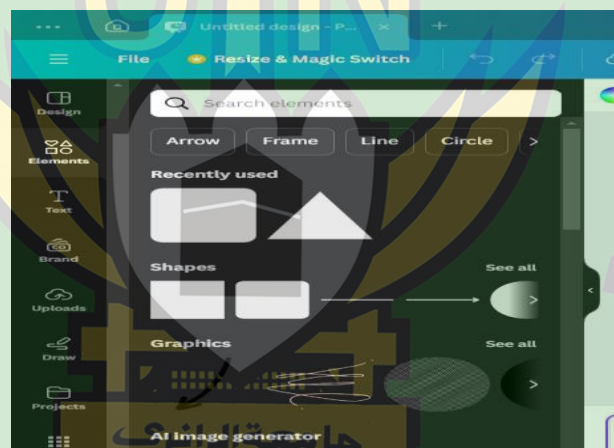 Untitled design - P...
File Resize & Magic Switch
Design
Search elements
Arrow Frame Line Circle
Elements
Recently used
Text
Brand
Shapes See all
Uploads
Graphics See all
Draw
Projects
AI image generator